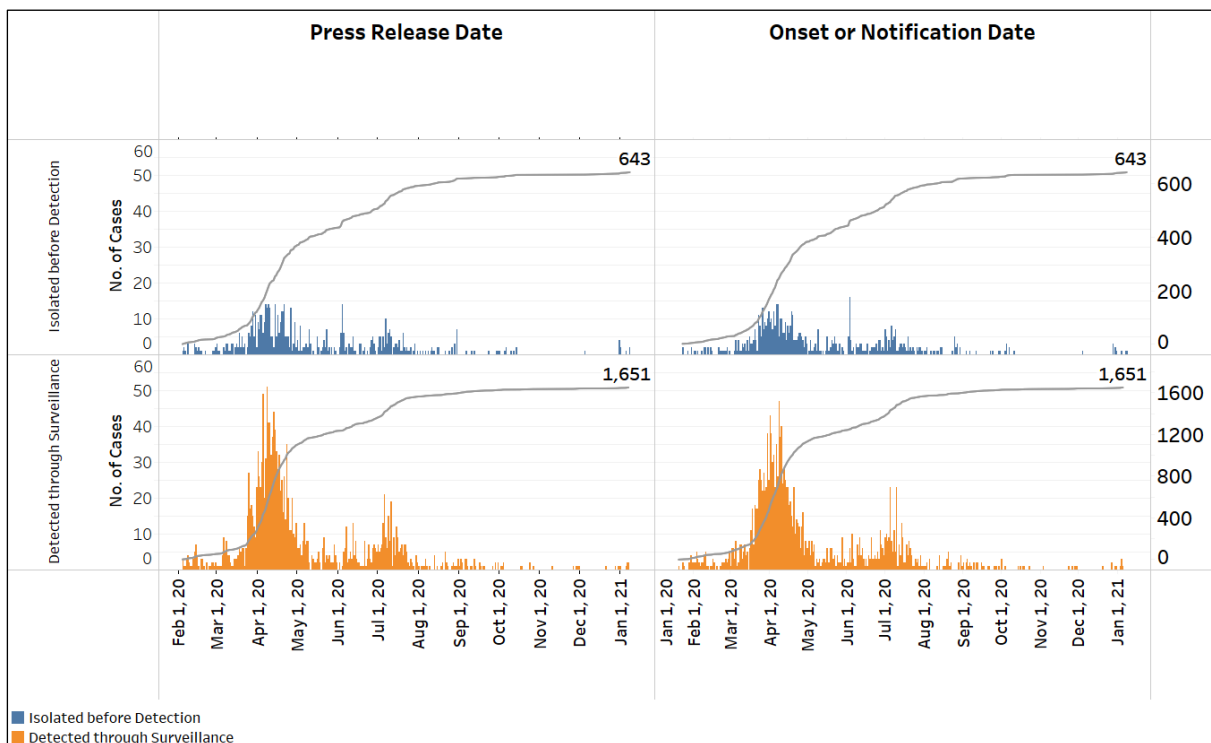 Press Release Date
Onset or Notification Date
Isolated before Detection
No. of Cases
60
50
40
30
20
10
0
643
643
600
400
200
0
Detected through Surveillance
No. of Cases
60
50
40
30
20
10
0
1,651
1,651
1600
1200
800
400
0
Feb 1, 20
Mar 1, 20
Apr 1, 20
May 1, 20
Jun 1, 20
Jul 1, 20
Aug 1, 20
Sep 1, 20
Oct 1, 20
Nov 1, 20
Dec 1, 20
Jan 1, 21
Jan 1, 20
Feb 1, 20
Mar 1, 20
Apr 1, 20
May 1, 20
Jun 1, 20
Jul 1, 20
Aug 1, 20
Sep 1, 20
Oct 1, 20
Nov 1, 20
Dec 1, 20
Jan 1, 21
Isolated before Detection
Detected through Surveillance